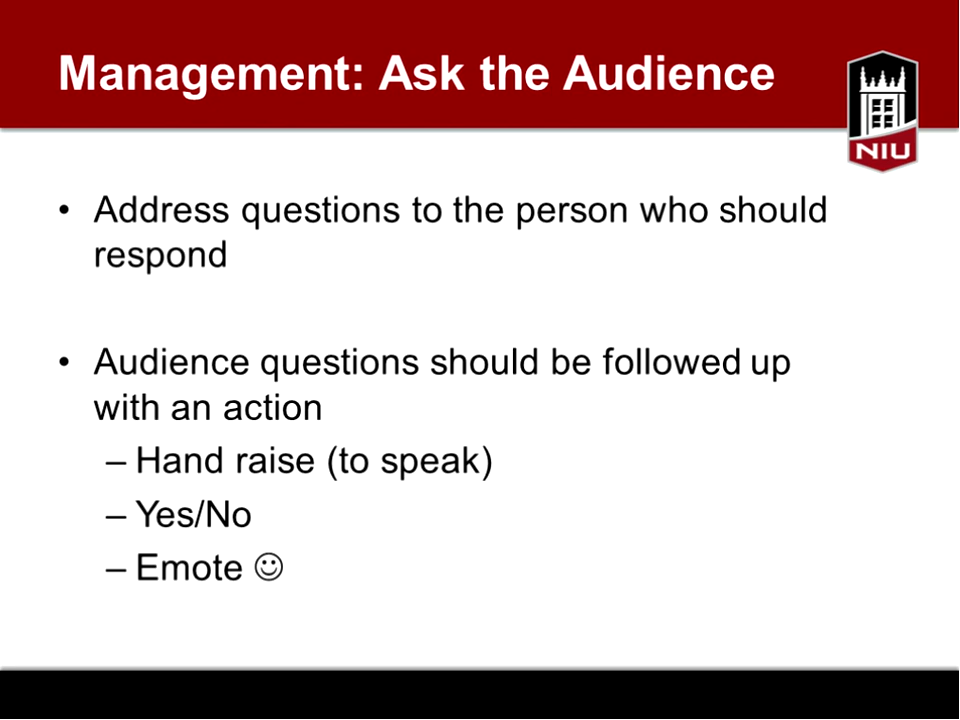 Management: Ask the Audience
NIU
• Address questions to the person who should
respond
• Audience questions should be followed up
with an action
– Hand raise (to speak)
– Yes/No
– Emote ☺